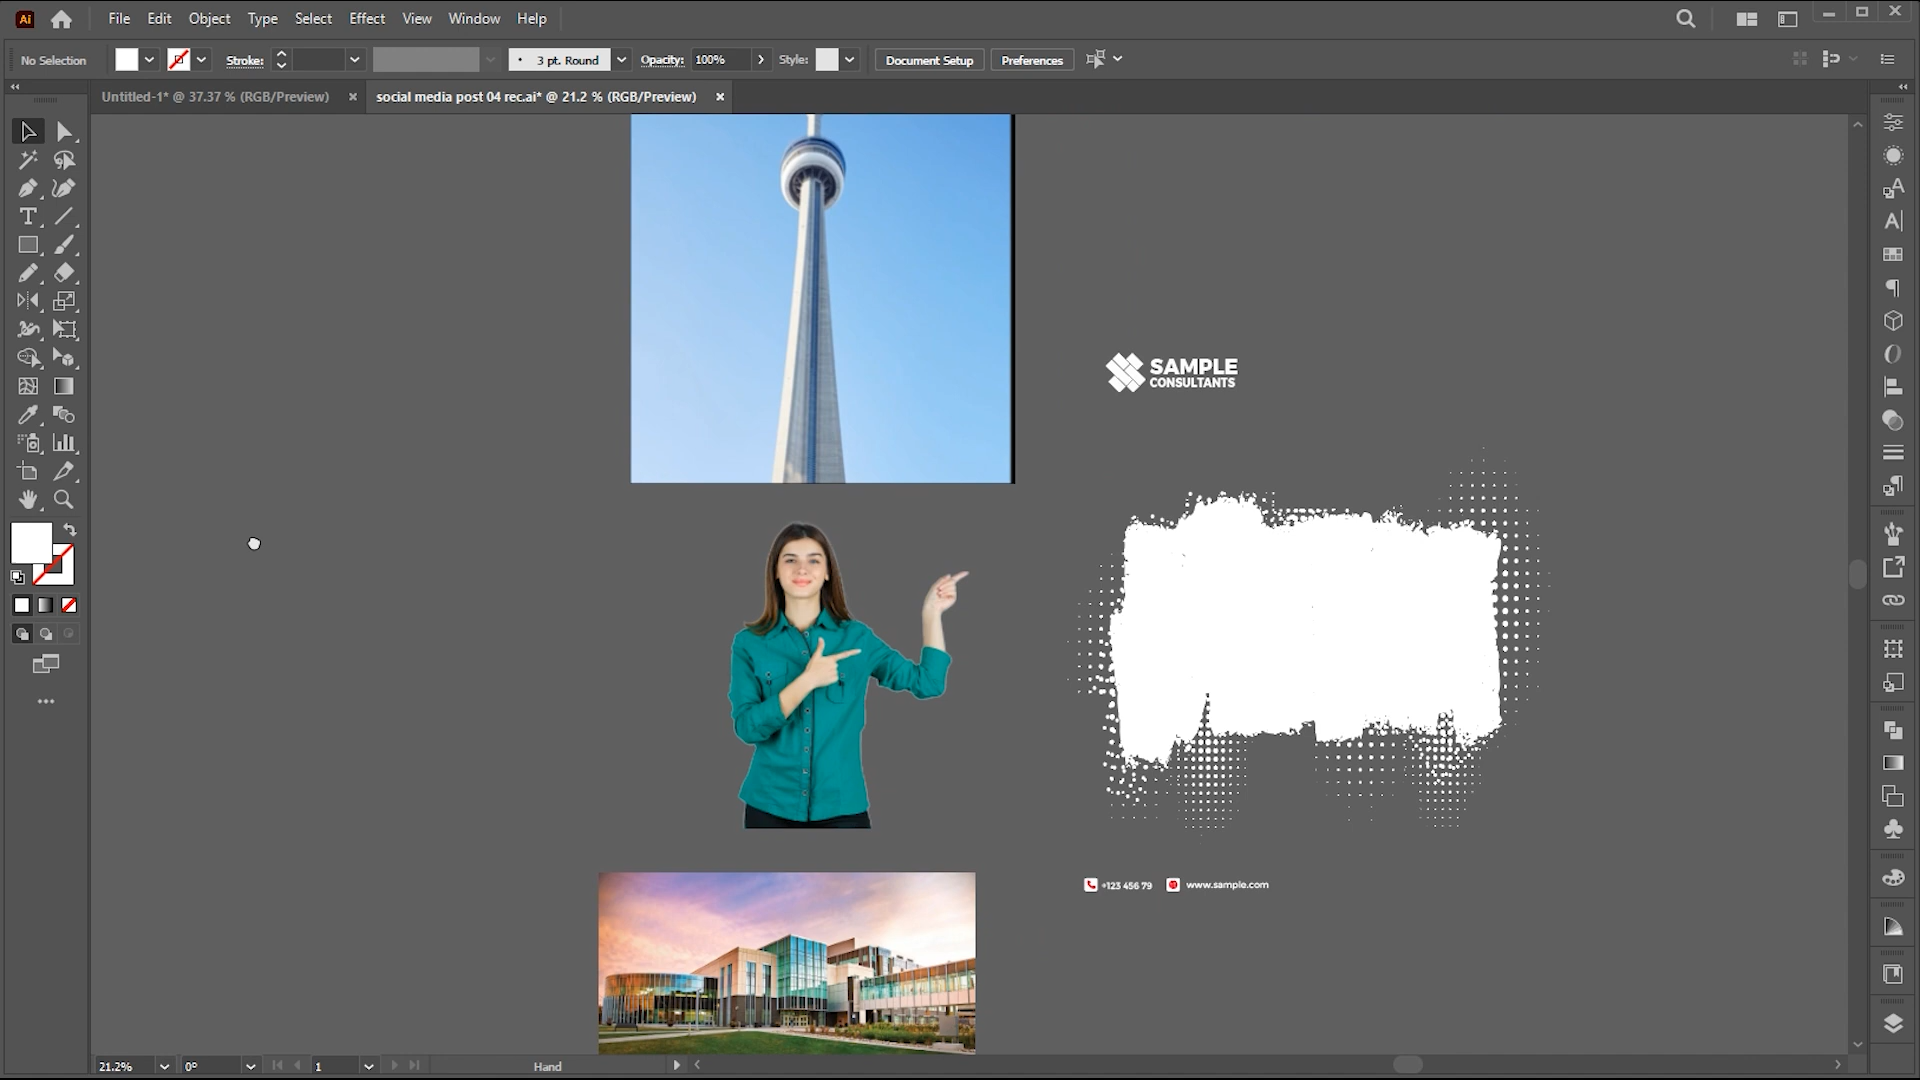 Ai File Edit Object Type Select Effect View Window Help
No Selection Stroke: 3 pt. Round Opacity: 100% Style: Document Setup Preferences
Untitled-1* @ 37.37 % (RGB/Preview) social media post 04 rec.ai* @ 21.2 % (RGB/Preview)
SAMPLE
CONSULTANTS
+123 456 79 www.sample.com
21.2% 0° 1 Hand